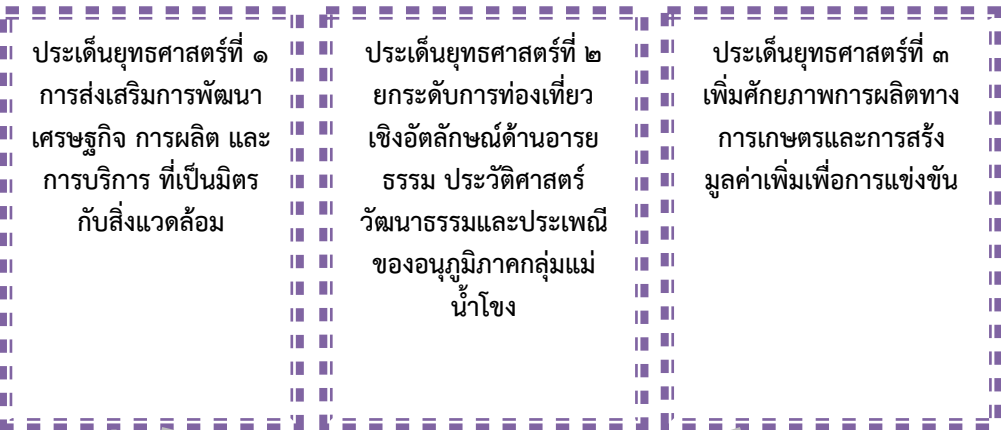 ประเด็นยุทธศาสตร์ที่ ๑
การส่งเสริมการพัฒนา
เศรษฐกิจ การผลิต และ
การบริการ ที่เป็นมิตร
กับสิ่งแวดล้อม
ประเด็นยุทธศาสตร์ที่ ๒
ยกระดับการท่องเที่ยว
เชิงอัตลักษณ์ด้านอารย
ธรรม ประวัติศาสตร์
วัฒนาธรรมและประเพณี
ของอนุภูมิภาคกลุ่มแม่
น้ำโขง
ประเด็นยุทธศาสตร์ที่ ๓
เพิ่มศักยภาพการผลิตทาง
การเกษตรและการสร้ง
มูลค่าเพิ่มเพื่อการแข่งขัน